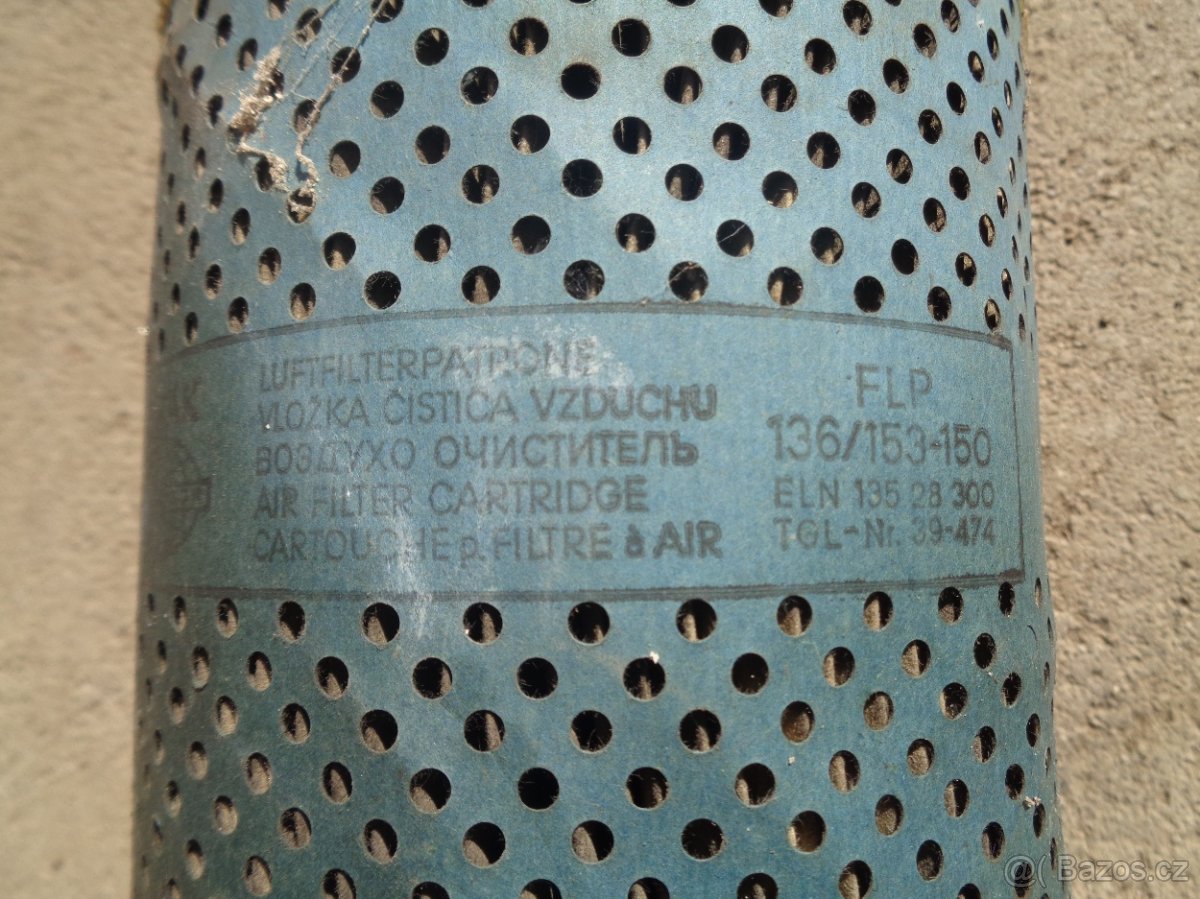 LUFTFILTERPATRONE
VLOŽKA ČISTIČA VZDUCHU
ВОЗДУХО ОЧИСТИТЕЛЬ
AIR FILTER CARTRIDGE
CARTOUCHE p. FILTRE à AIR
FLP
136/153-150
ELN 135 28 300
TGL-Nr. 39-474
Bazos.cz